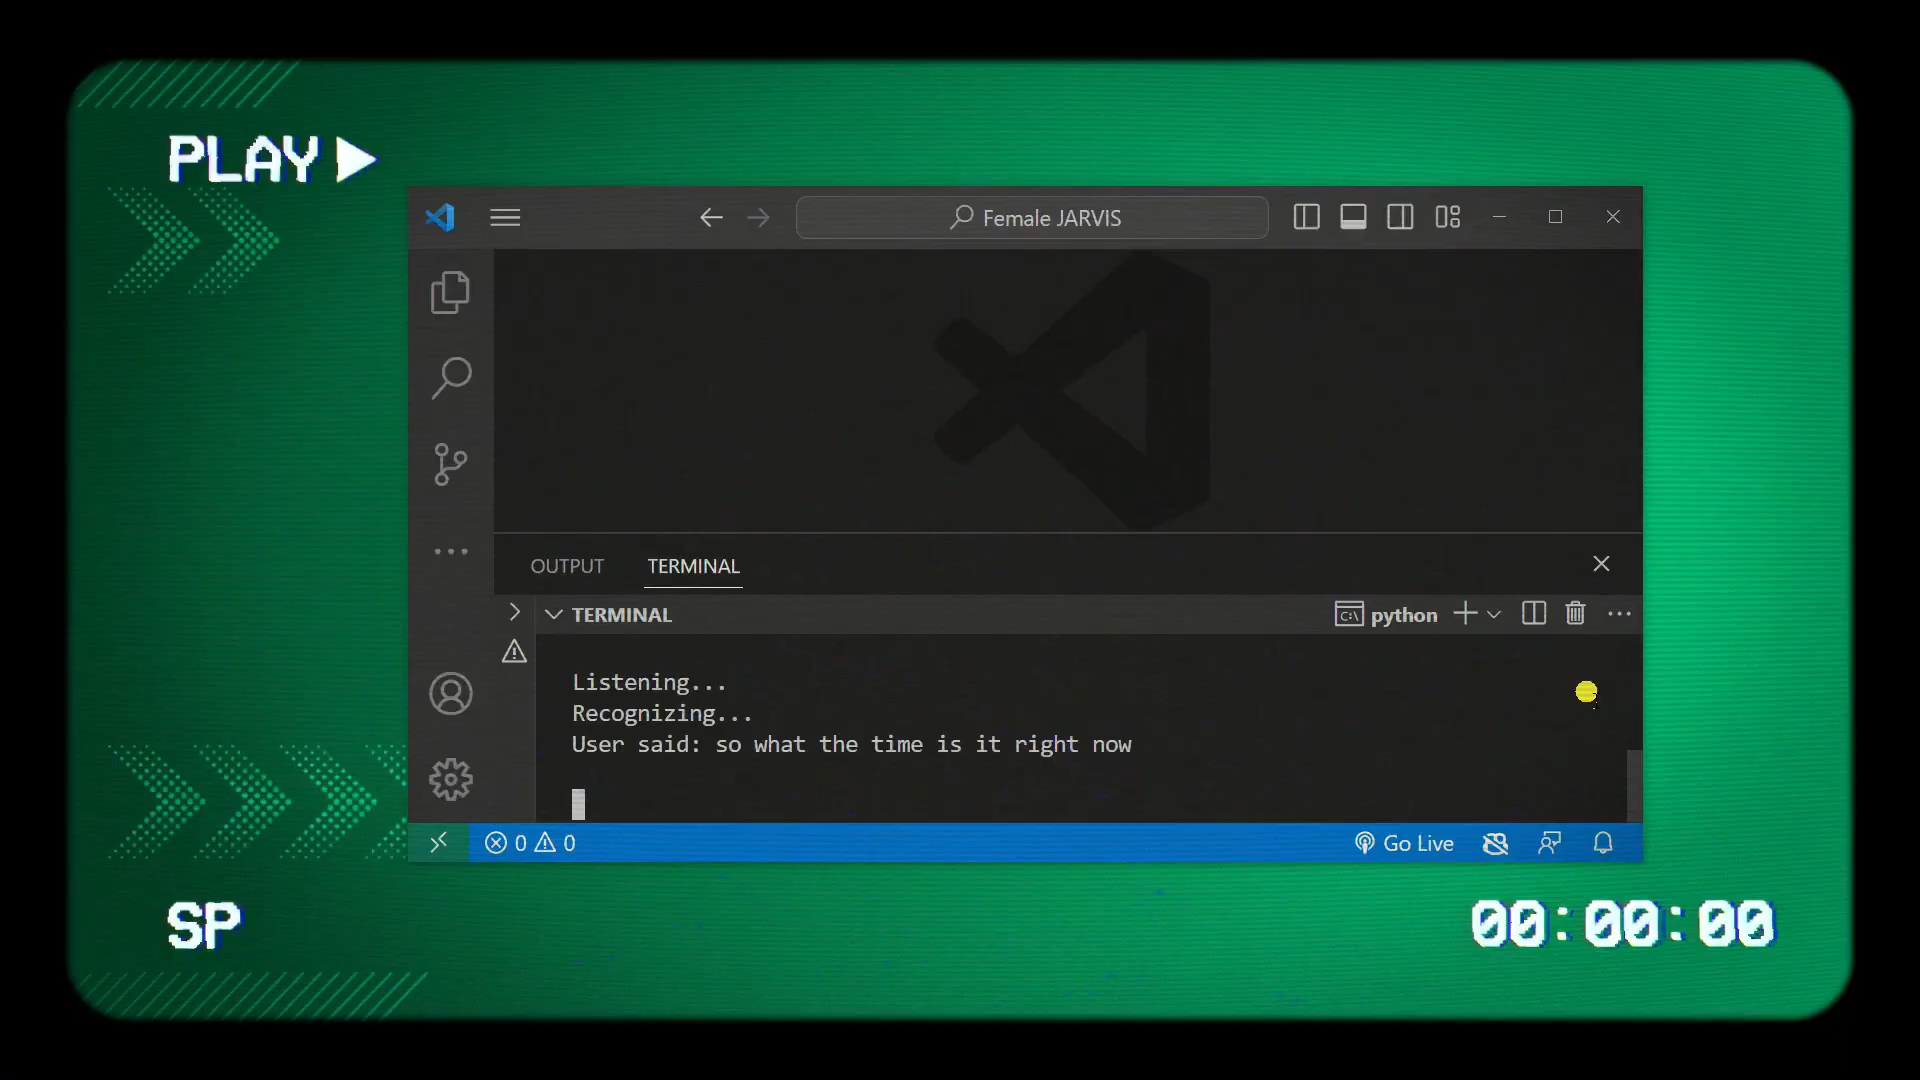 PLAY
Female JARVIS
OUTPUT TERMINAL
TERMINAL
python
Listening...
Recognizing...
User said: so what the time is it right now
0 0
Go Live
SP
00:00:00